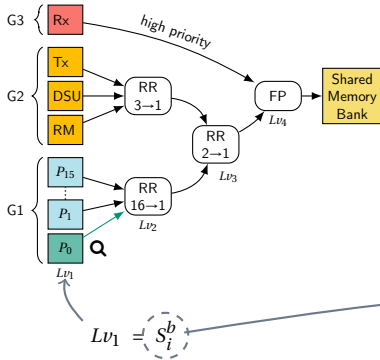 G3
Rx
high priority
G2
Tx
DSU
RM
RR
3→1
FP
Lv₄
Shared
Memory
Bank
RR
2→1
Lv₃
G1
P₁₅
P₁
P₀
RR
16→1
Lv₂
Lv₁
Lv₁ = Sᵢᵇ